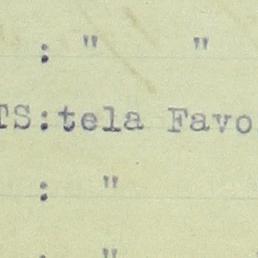 : " "
TS:tela Favo
: "
: "